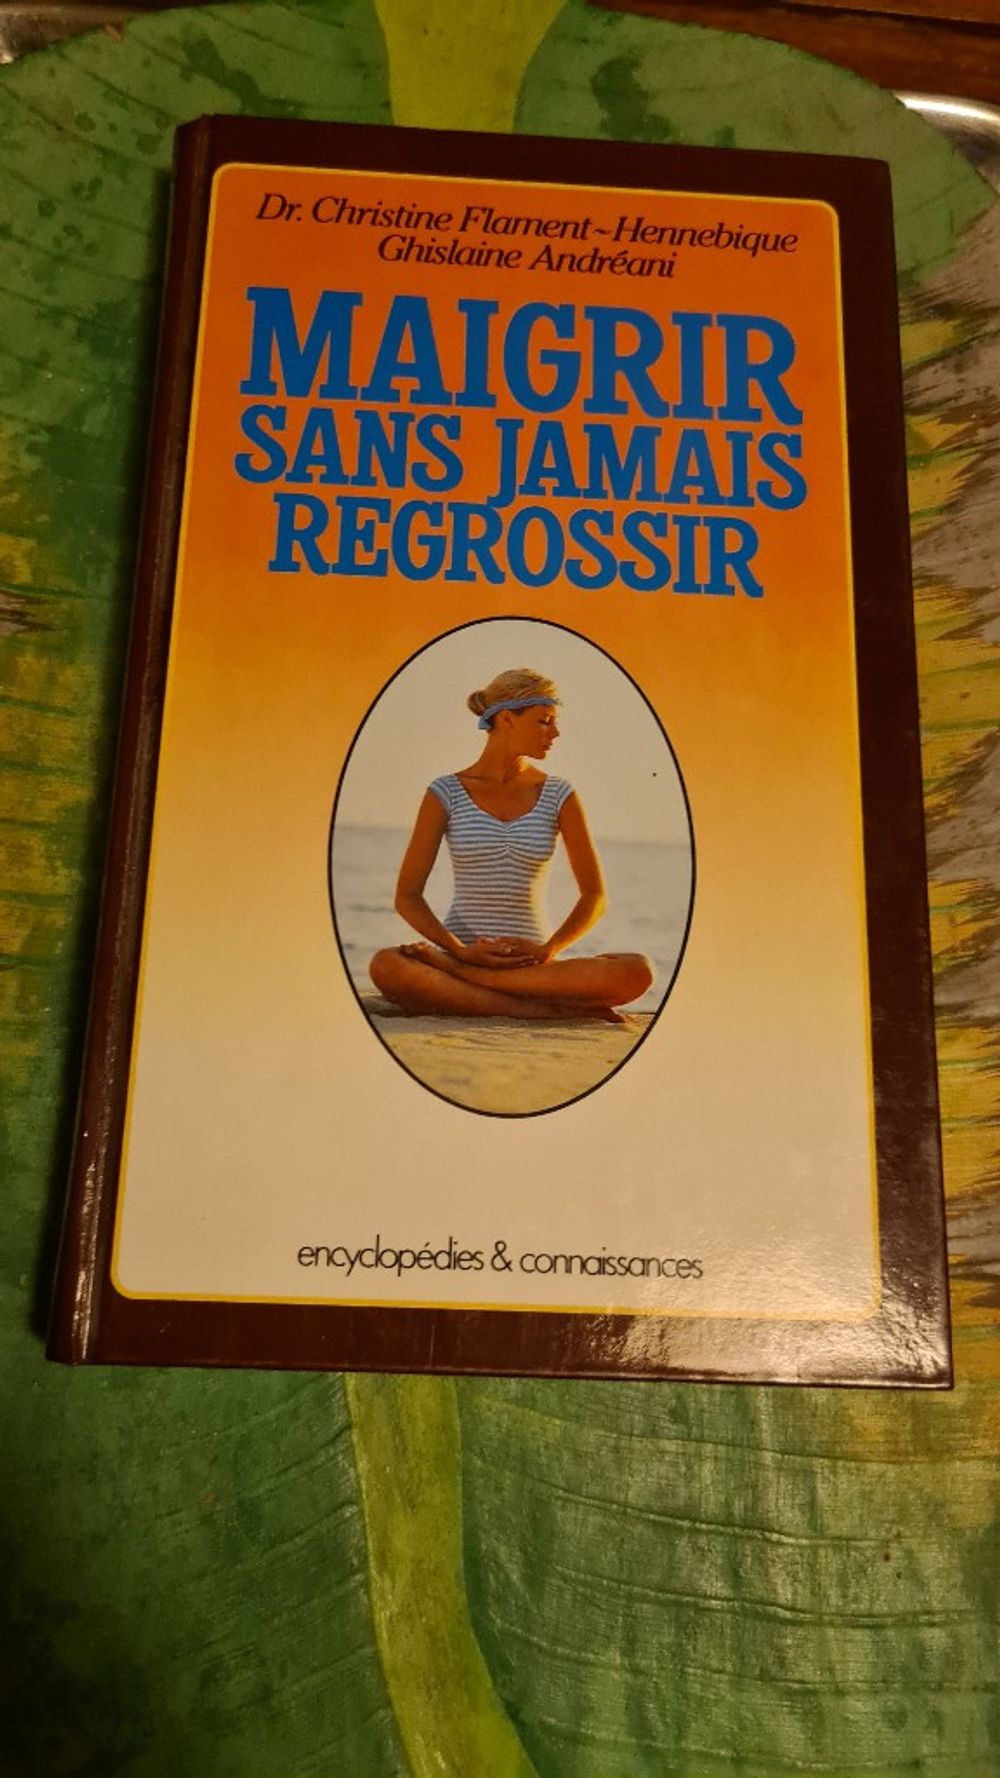 Dr. Christine Flament~Hennebique
Ghislaine Andréani
MAIGRIR
SANS JAMAIS
REGROSSIR
encyclopédies & connaissances